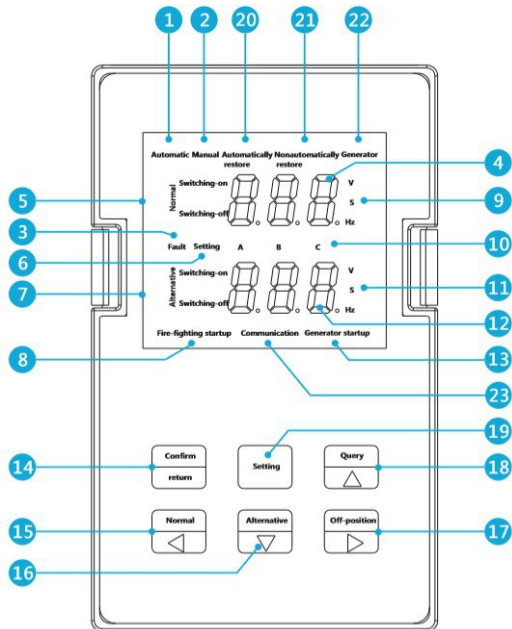 1 2 20 21 22
Automatic Manual Automatically restore Nonautomatically restore Generator
4
Normal
Switching-on
V
5
S
9
Switching-off
Hz
3
Fault Setting A B C
10
6
Alternative
Switching-on
V
7
S
11
Switching-off
Hz
12
Fire-fighting startup Communication Generator startup
8
13
23
19
Confirm
return
Setting
Query
14
18
Normal
Alternative
Off-position
15
17
16